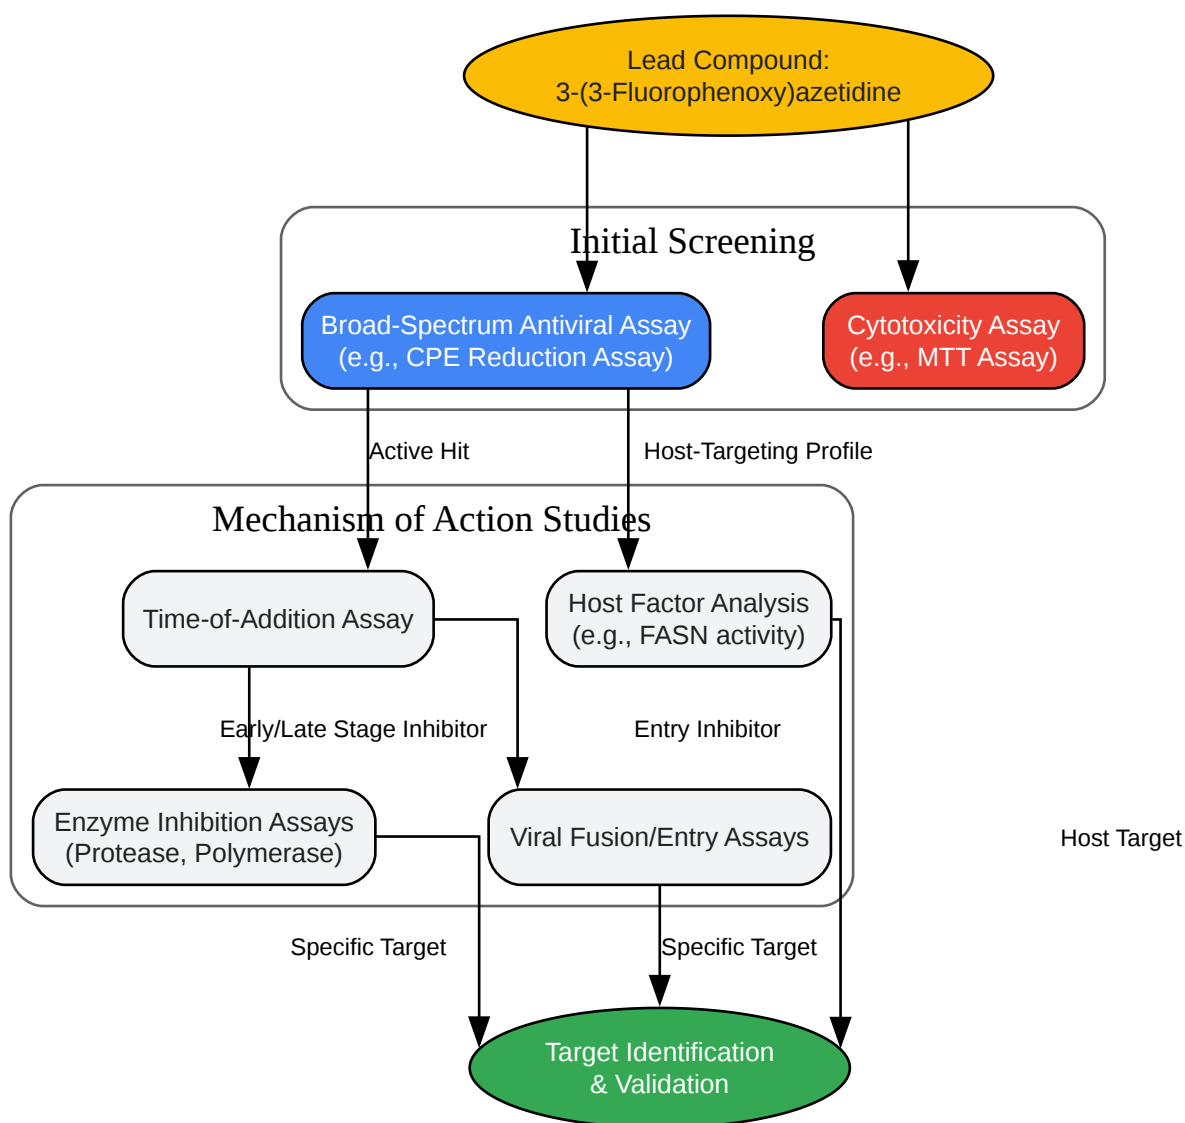 Lead Compound:
3-(3-Fluorophenoxy)azetidine
Initial Screening
Broad-Spectrum Antiviral Assay
(e.g., CPE Reduction Assay)
Cytotoxicity Assay
(e.g., MTT Assay)
Active Hit
Host-Targeting Profile
Mechanism of Action Studies
Time-of-Addition Assay
Host Factor Analysis
(e.g., FASN activity)
Early/Late Stage Inhibitor
Entry Inhibitor
Enzyme Inhibition Assays
(Protease, Polymerase)
Viral Fusion/Entry Assays
Host Target
Specific Target
Specific Target
Target Identification
& Validation